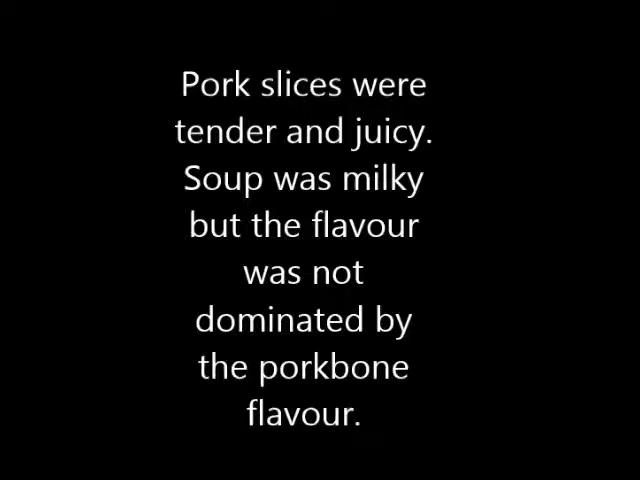 Pork slices were
tender and juicy.
Soup was milky
but the flavour
was not
dominated by
the porkbone
flavour.